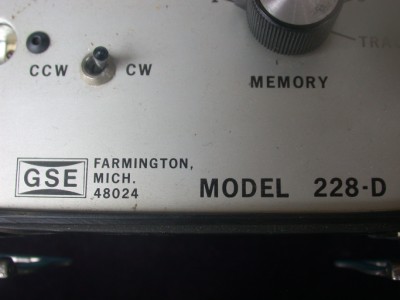 CCW CW
MEMORY
GSE
FARMINGTON,
MICH.
48024
MODEL 228-D